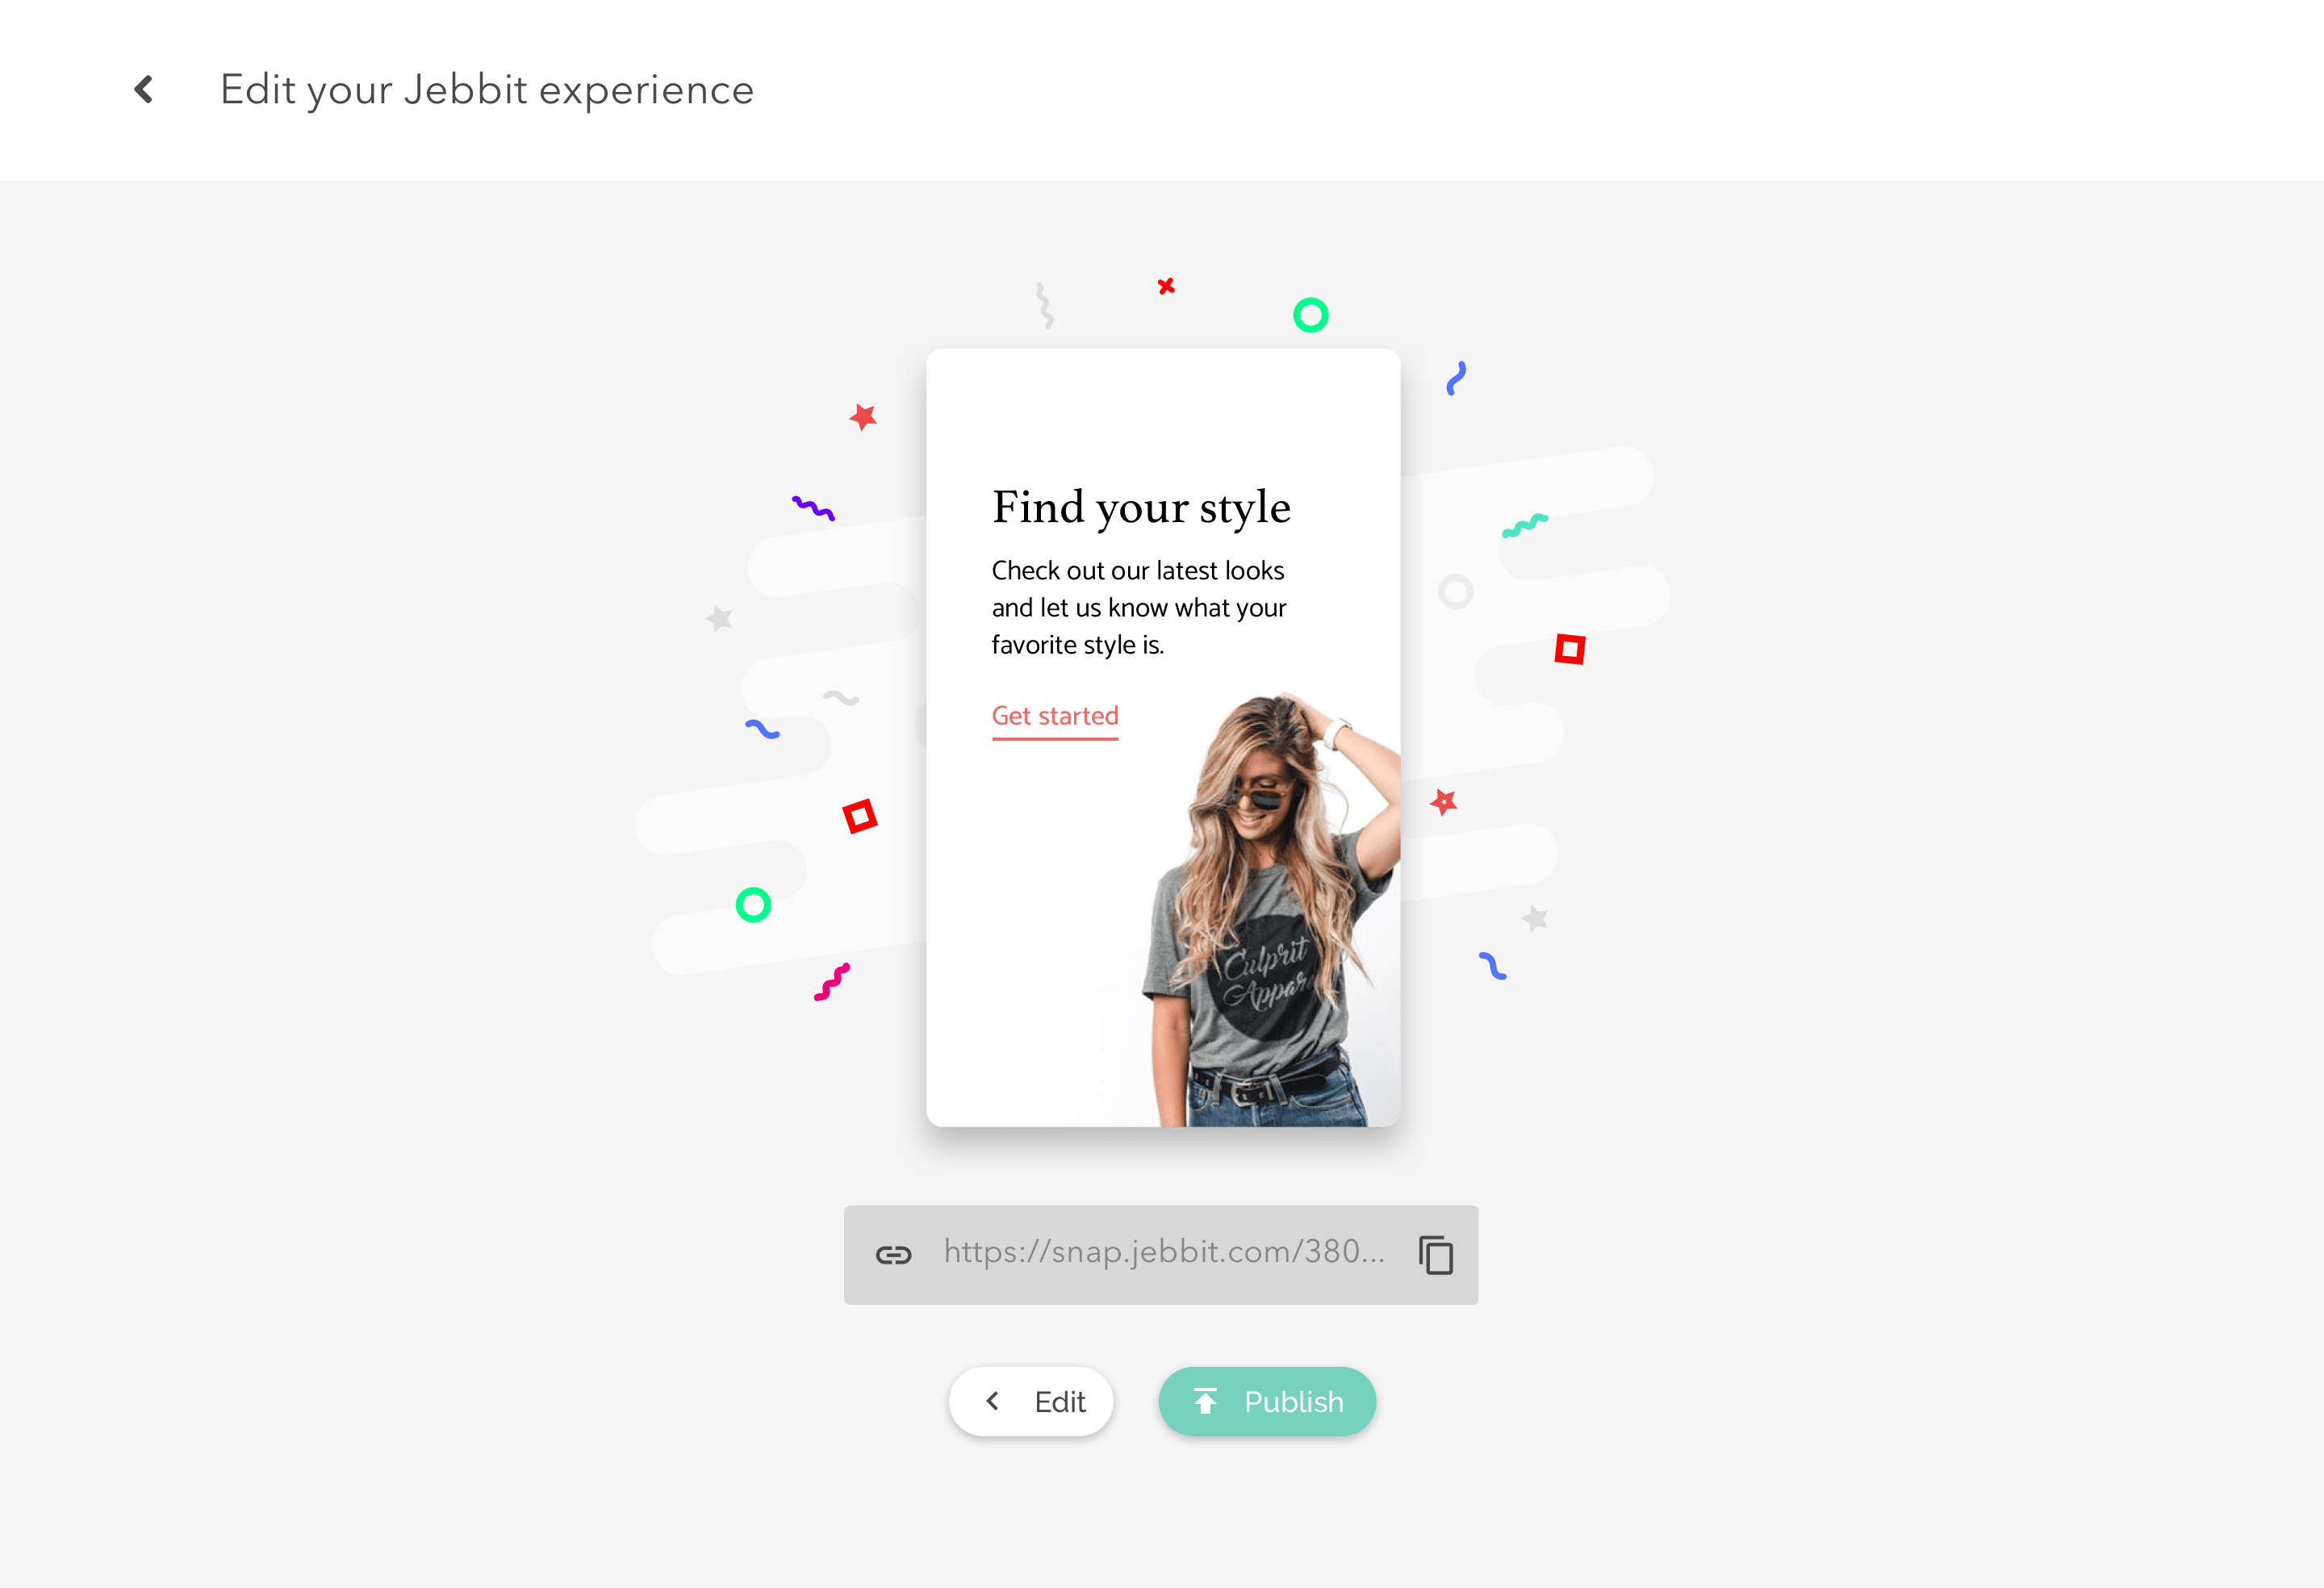 Edit your Jebbit experience
Find your style
Check out our latest looks
and let us know what your
favorite style is.
Get started
Culprit
Appare
https://snap.jebbit.com/380...
Edit
Publish